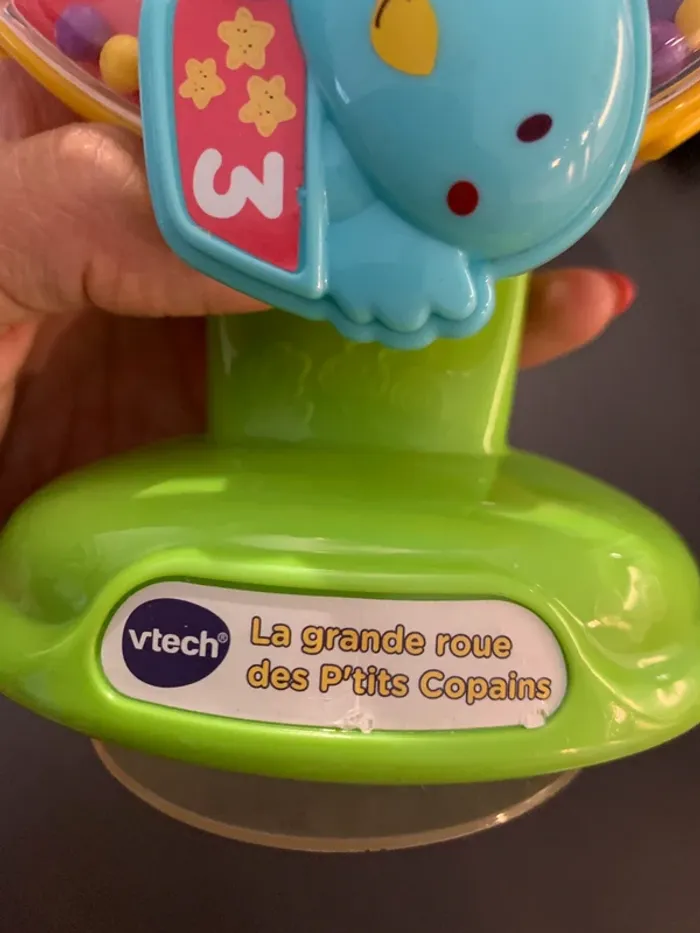 3
vtech®
La grande roue
des P'tits Copains